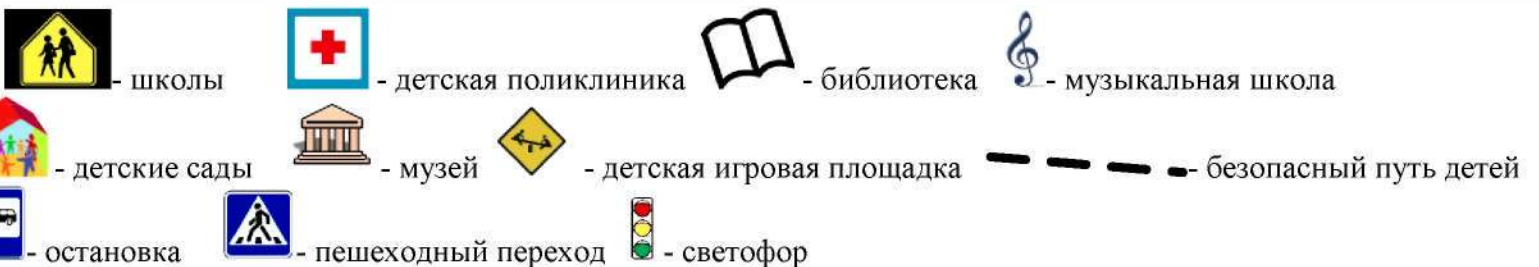 - школы - детская поликлиника - библиотека - музыкальная школа
- детские сады - музей - детская игровая площадка - безопасный путь детей
- остановка - пешеходный переход - светофор